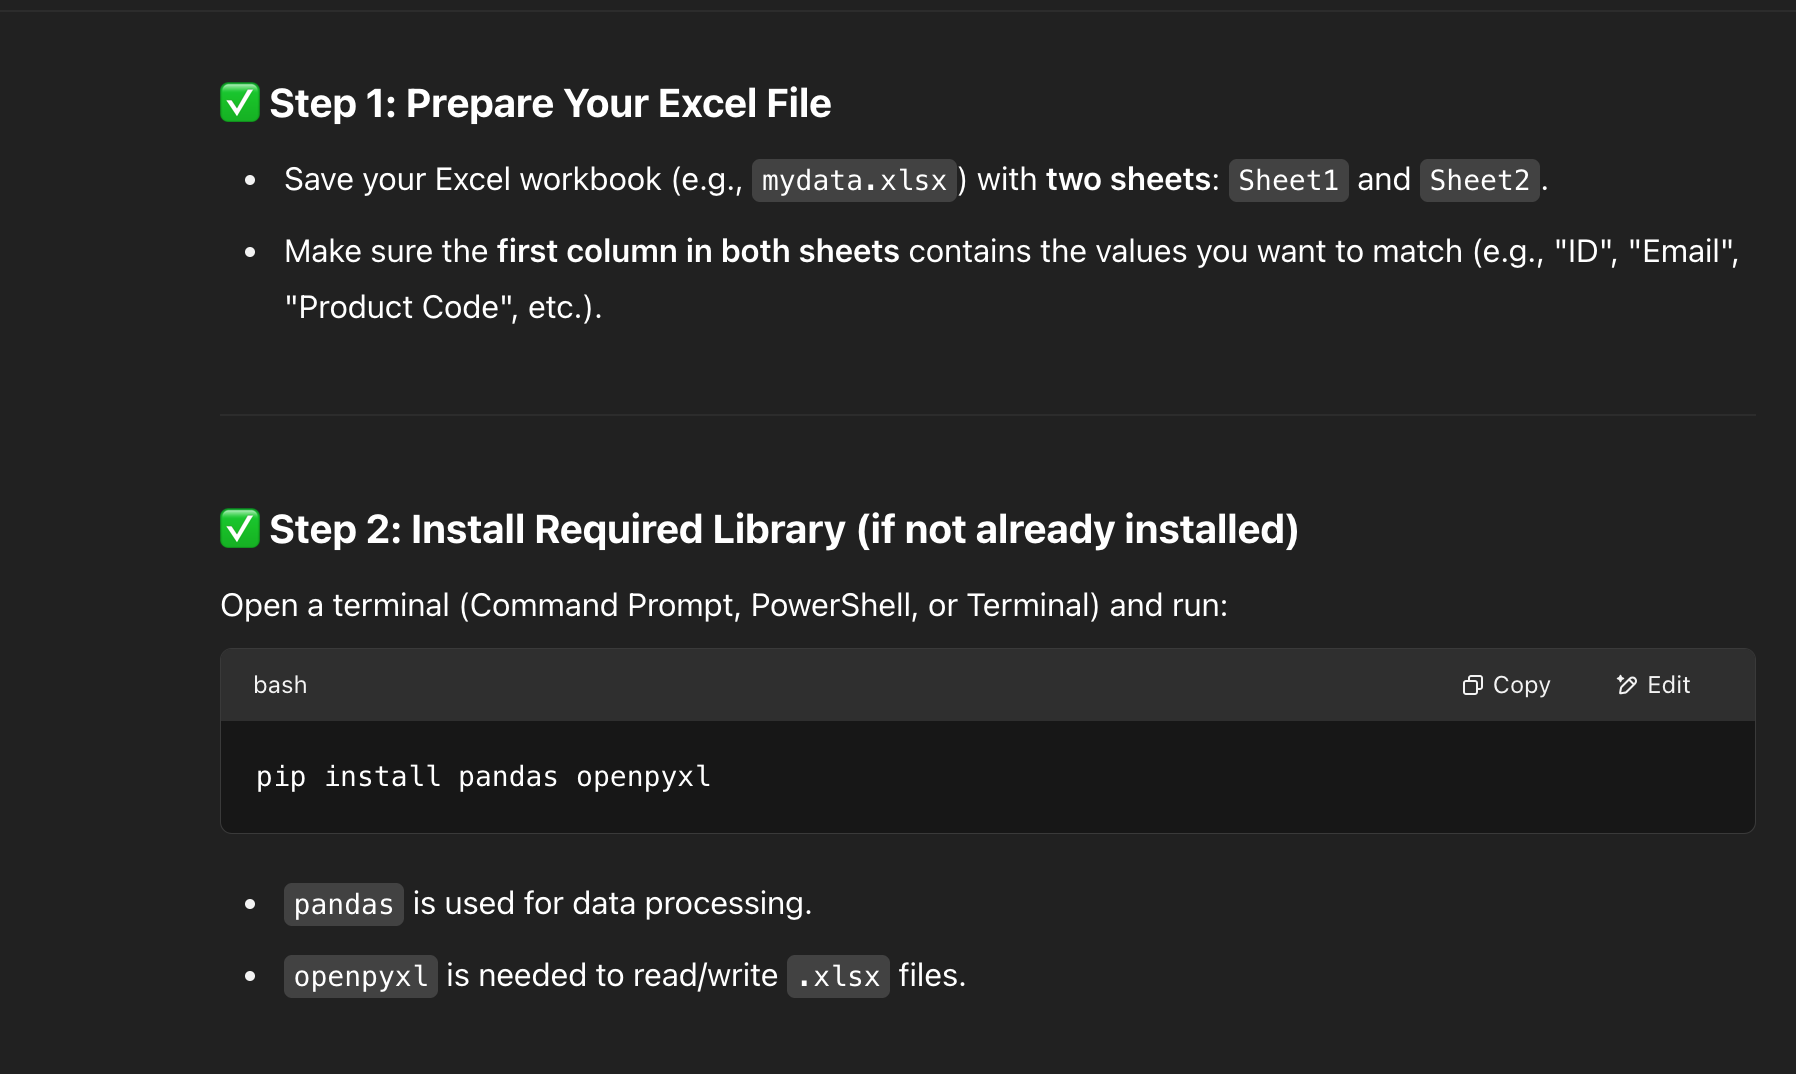 ✅ Step 1: Prepare Your Excel File
• Save your Excel workbook (e.g., mydata.xlsx) with two sheets: Sheet1 and Sheet2.
• Make sure the first column in both sheets contains the values you want to match (e.g., "ID", "Email",
"Product Code", etc.).
✅ Step 2: Install Required Library (if not already installed)
Open a terminal (Command Prompt, PowerShell, or Terminal) and run:
bash Copy Edit
pip install pandas openpyxl
• pandas is used for data processing.
• openpyxl is needed to read/write .xlsx files.